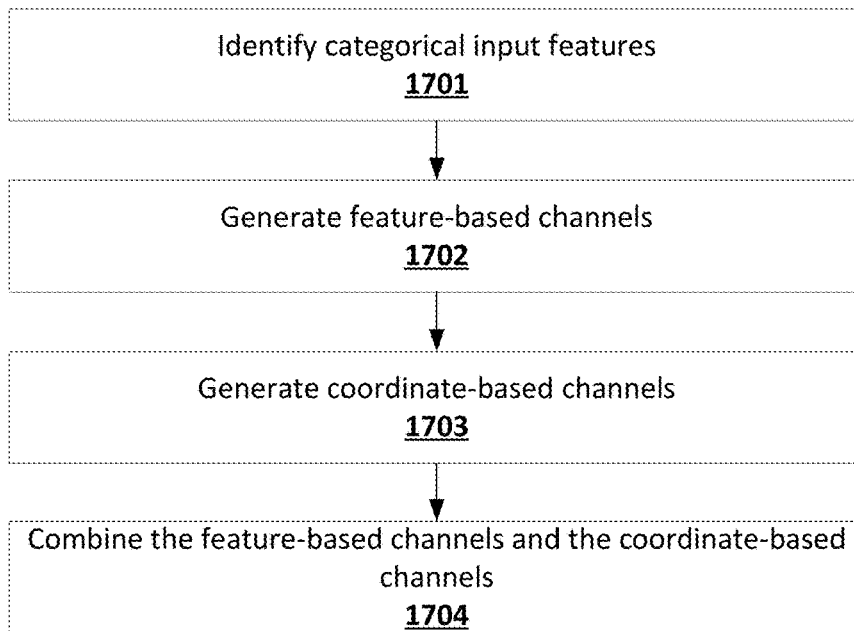 Identify categorical input features
1701
Generate feature-based channels
1702
Generate coordinate-based channels
1703
Combine the feature-based channels and the coordinate-based
channels
1704